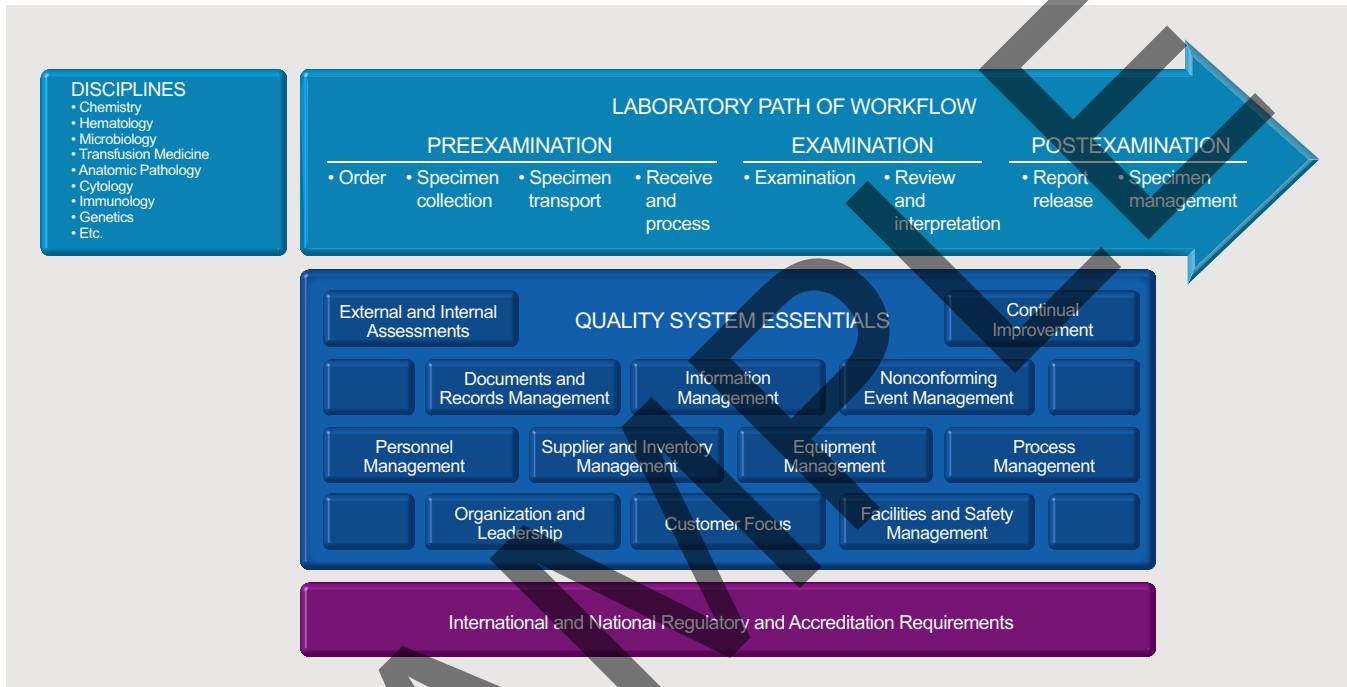 DISCIPLINES
• Chemistry
• Hematology
• Microbiology
• Transfusion Medicine
• Anatomic Pathology
• Cytology
• Immunology
• Genetics
• Etc.
LABORATORY PATH OF WORKFLOW
PREEXAMINATION
• Order
• Specimen
collection
• Specimen
transport
• Receive
and
process
EXAMINATION
• Examination
• Review
and
interpretation
POSTEXAMINATION
• Report
release
• Specimen
management
QUALITY SYSTEM ESSENTIALS
External and Internal
Assessments
Continual
Improvement
Documents and
Records Management
Information
Management
Nonconforming
Event Management
Personnel
Management
Supplier and Inventory
Management
Equipment
Management
Process
Management
Organization and
Leadership
Customer Focus
Facilities and Safety
Management
International and National Regulatory and Accreditation Requirements
AMPLE